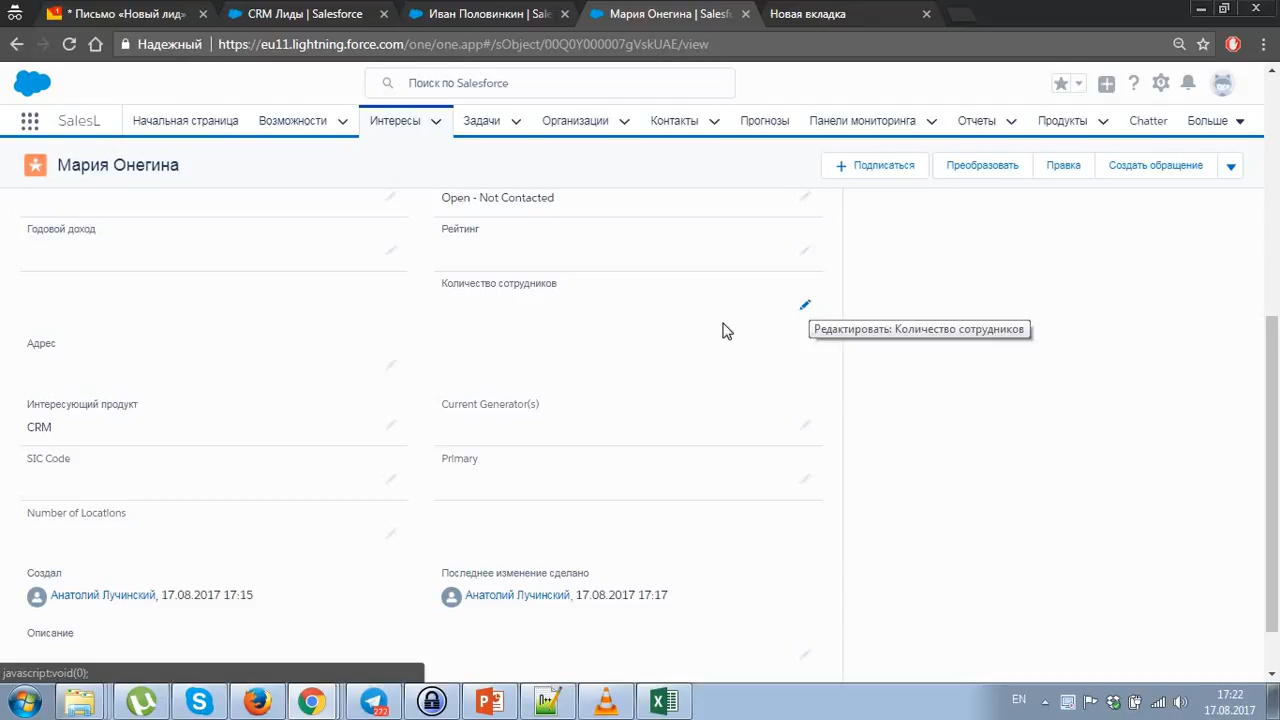 * Письмо «Новый лид»
CRM Лиды | Salesforce
Иван Половинкин | Sale
Мария Онегина | Salesf
Новая вкладка
Надежный
https://eu11.lightning.force.com/one/one.app#/sObject/00Q0Y000007gVskUAE/view
Поиск по Salesforce
SalesL
Начальная страница
Возможности
Интересы
Задачи
Организации
Контакты
Прогнозы
Панели мониторинга
Отчеты
Продукты
Chatter
Больше
Мария Онегина
Подписаться
Преобразовать
Правка
Создать обращение
Open - Not Contacted
Годовой доход
Рейтинг
Количество сотрудников
Редактировать: Количество сотрудников
Адрес
Интересующий продукт
Current Generator(s)
CRM
SIC Code
Primary
Number of Locations
Создал
Последнее изменение сделано
Анатолий Лучинский, 17.08.2017 17:15
Анатолий Лучинский, 17.08.2017 17:17
Описание
javascript:void(0);
222
EN
17:22
17.08.2017